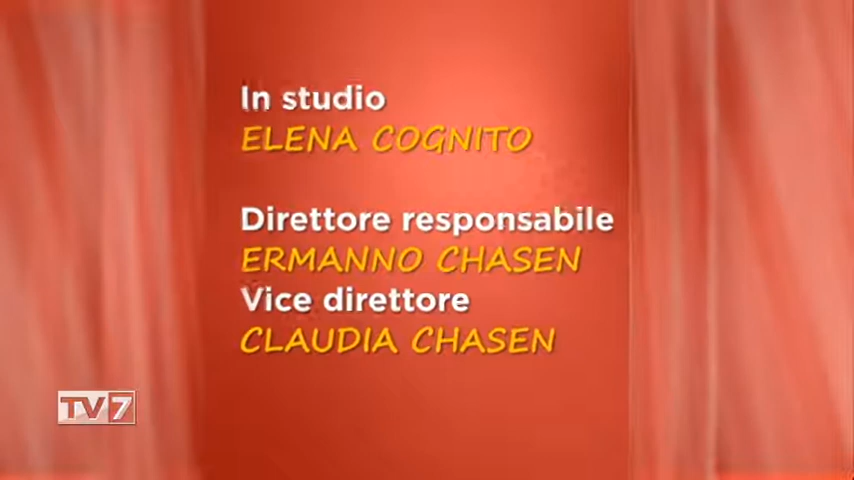 In studio
ELENA COGNITO
Direttore responsabile
ERMANNO CHASEN
Vice direttore
CLAUDIA CHASEN
TV7